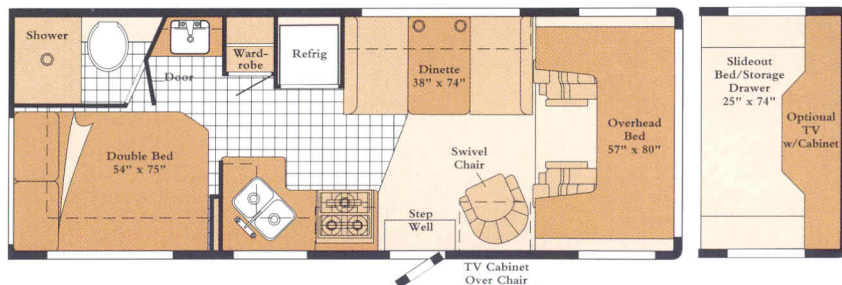 Shower
Door
Ward-
robe
Refrig
Dinette
38" x 74"
Overhead
Bed
57" x 80"
Slideout
Bed/Storage
Drawer
25" x 74"
Optional
TV
w/Cabinet
Double Bed
54" x 75"
Swivel
Chair
Step
Well
TV Cabinet
Over Chair